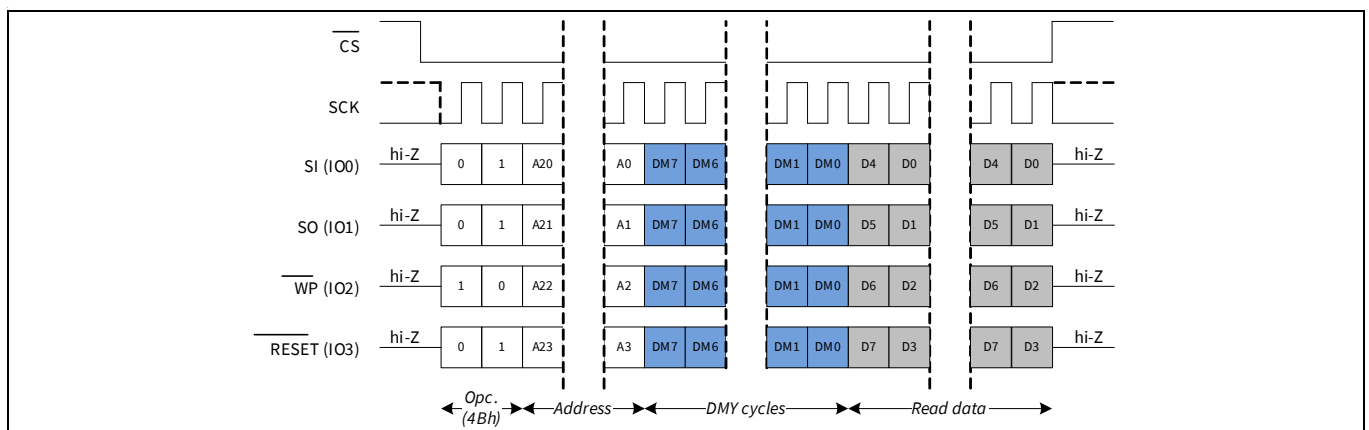 CS
SCK
SI (IO0) hi-Z 0 1 A20 A0 DM7 DM6 DM1 DM0 D4 D0 D4 D0 hi-Z
SO (IO1) hi-Z 0 1 A21 A1 DM7 DM6 DM1 DM0 D5 D1 D5 D1 hi-Z
WP (IO2) hi-Z 1 0 A22 A2 DM7 DM6 DM1 DM0 D6 D2 D6 D2 hi-Z
RESET (IO3) hi-Z 0 1 A23 A3 DM7 DM6 DM1 DM0 D7 D3 D7 D3 hi-Z
Opc. Address DMY cycles Read data
(4Bh)